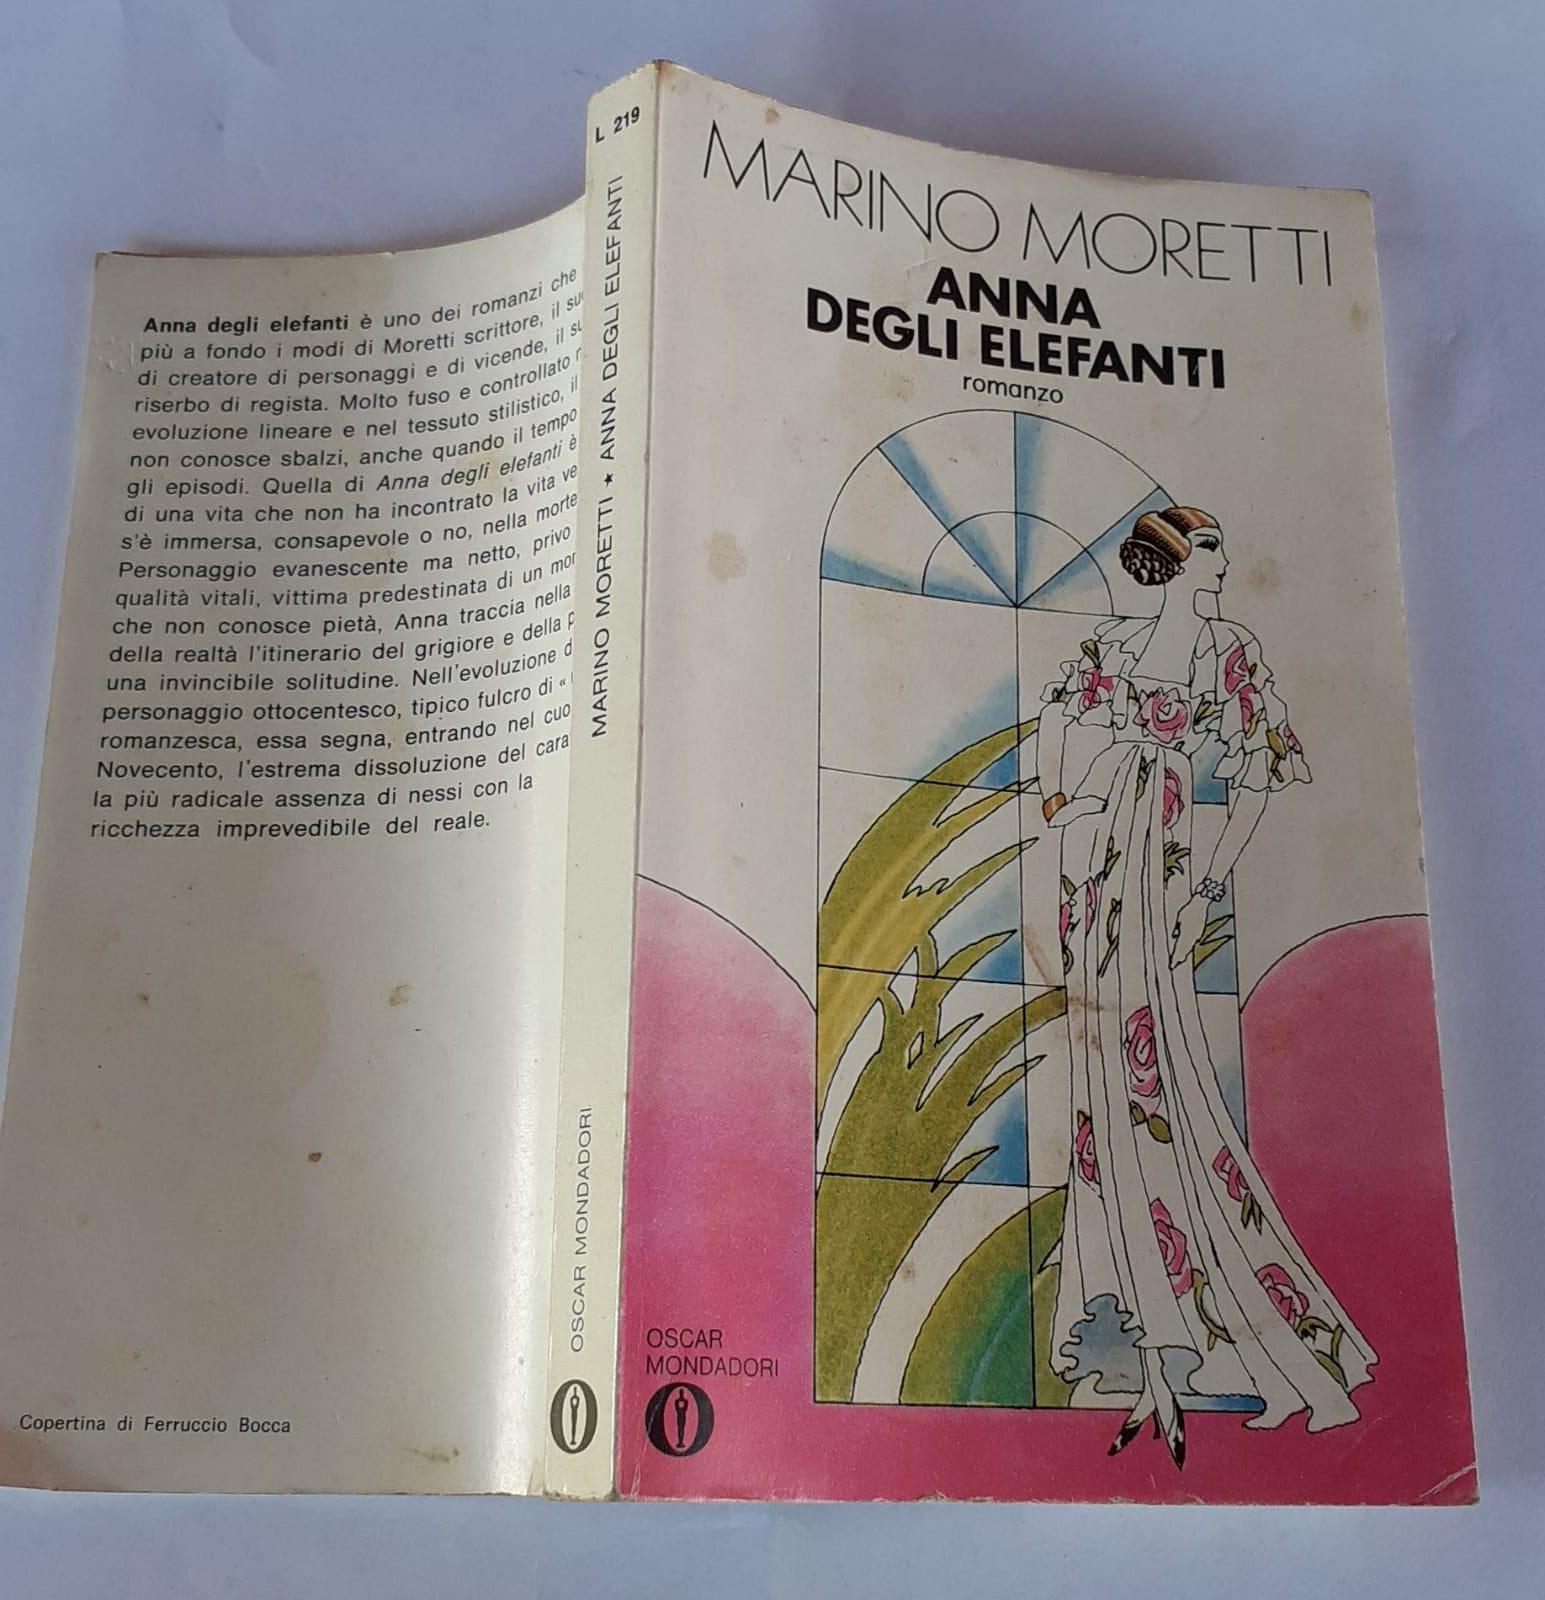 Anna degli elefanti è uno dei romanzi che
più a fondo i modi di Moretti scrittore, il
di creatore di personaggi e di vicende, il
riserbo di regista. Molto fuso e controllato
evoluzione lineare e nel tessuto stilistico, il
non conosce sbalzi, anche quando il tempo
gli episodi. Quella di Anna degli elefanti è
di una vita che non ha incontrato la vita
s'è immersa, consapevole o no, nella morte
Personaggio evanescente ma netto, privo
qualità vitali, vittima predestinata di un
che non conosce pietà, Anna traccia nella
della realtà l'itinerario del grigiore e della
una invincibile solitudine. Nell'evoluzione
personaggio ottocentesco, tipico fulcro di «
romanzesca, essa segna, entrando nel
Novecento, l'estrema dissoluzione del
la più radicale assenza di nessi con la
ricchezza imprevedibile del reale.
Copertina di Ferruccio Bocca
L 219
MARINO MORETTI ★ ANNA DEGLI ELEFANTI
OSCAR MONDADORI
MARINO MORETTI
ANNA
DEGLI ELEFANTI
romanzo
OSCAR
MONDADORI